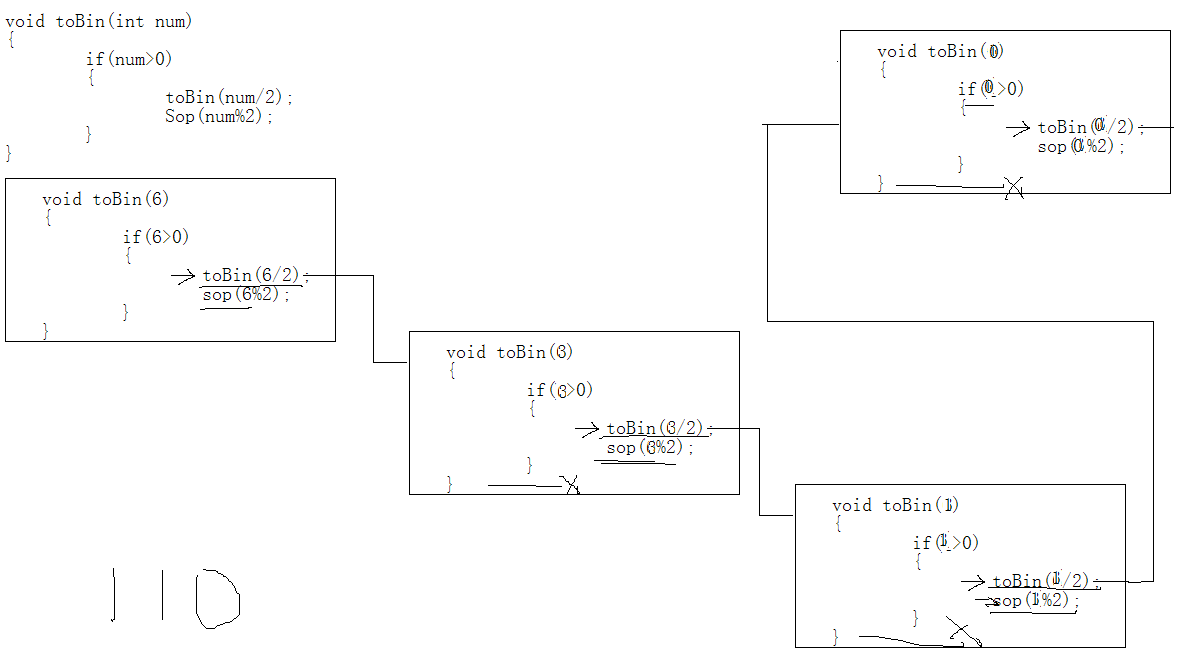 void toBin(int num)
{
if(num>0)
{
toBin(num/2);
Sop(num%2);
}
}
void toBin(6)
{
if(6>0)
{
toBin(6/2);
sop(6%2);
}
}
void toBin(3)
{
if(3>0)
{
toBin(3/2);
sop(3%2);
}
}
void toBin(1)
{
if(1>0)
{
toBin(1/2);
sop(1%2);
}
}
void toBin(0)
{
if(0>0)
{
toBin(0/2);
sop(0%2);
}
}
110